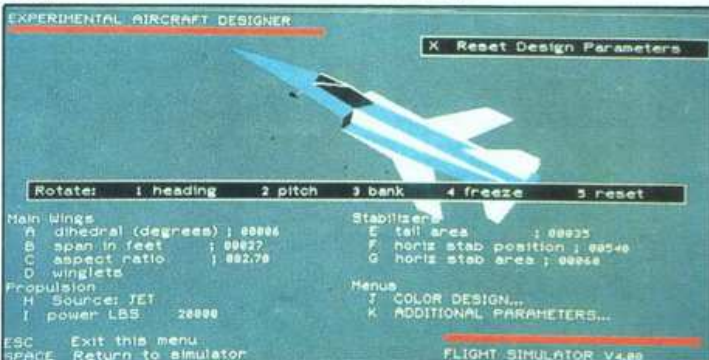 EXPERIMENTAL AIRCRAFT DESIGNER
X Reset Design Parameters
Rotate: 1 heading 2 pitch 3 bank 4 freeze 5 reset
Main Wings
A dihedral (degrees) ; 00006
B span in feet ; 00027
C aspect ratio ; 002.70
D winglets
Propulsion
H Source: JET
I power LBS 20000
Stabilizers
E tail area ; 00035
F horiz stab position ; 00540
G horiz stab area ; 00060
Menus
J COLOR DESIGN...
K ADDITIONAL PARAMETERS...
ESC Exit this menu
SPACE Return to simulator
FLIGHT SIMULATOR V4.00